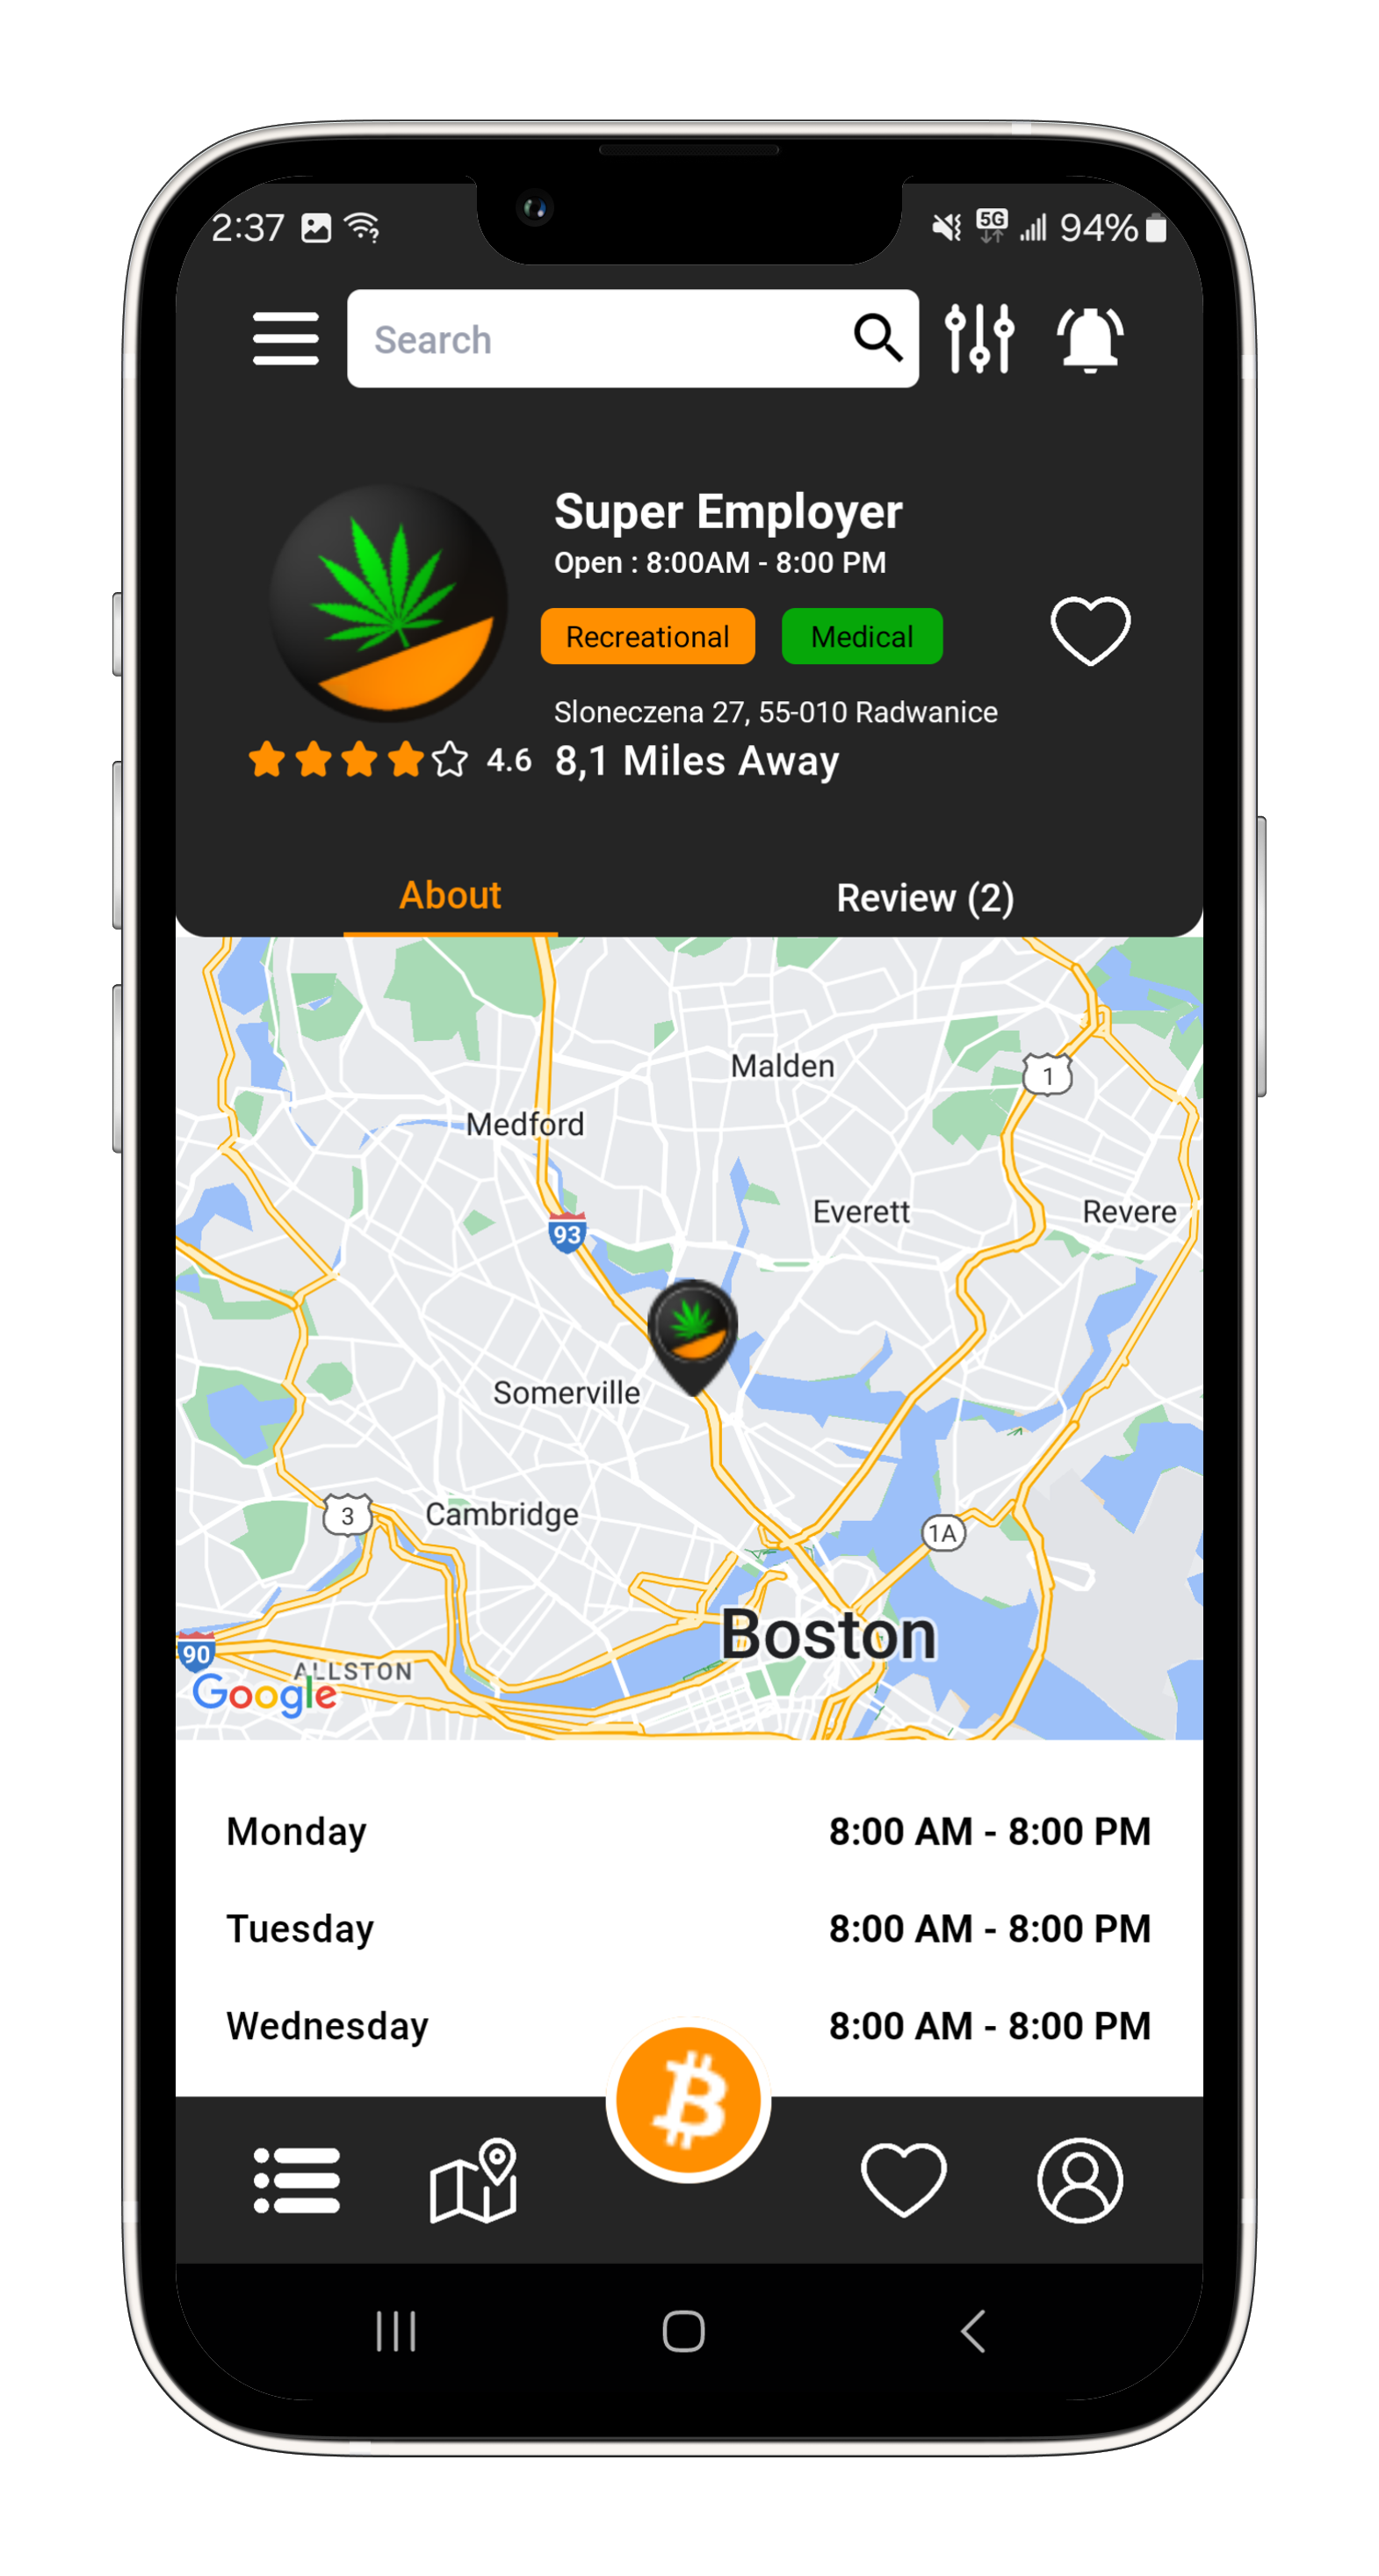 2:37 5G 94%
Search
Super Employer
Open : 8:00AM - 8:00 PM
Recreational Medical
Sloneczena 27, 55-010 Radwanice
4.6 8,1 Miles Away
About Review (2)
Malden
1
Medford
Everett Revere
93
Somerville
3 Cambridge
1A
Boston
90
ALLSTON
Google
Monday 8:00 AM - 8:00 PM
Tuesday 8:00 AM - 8:00 PM
Wednesday 8:00 AM - 8:00 PM